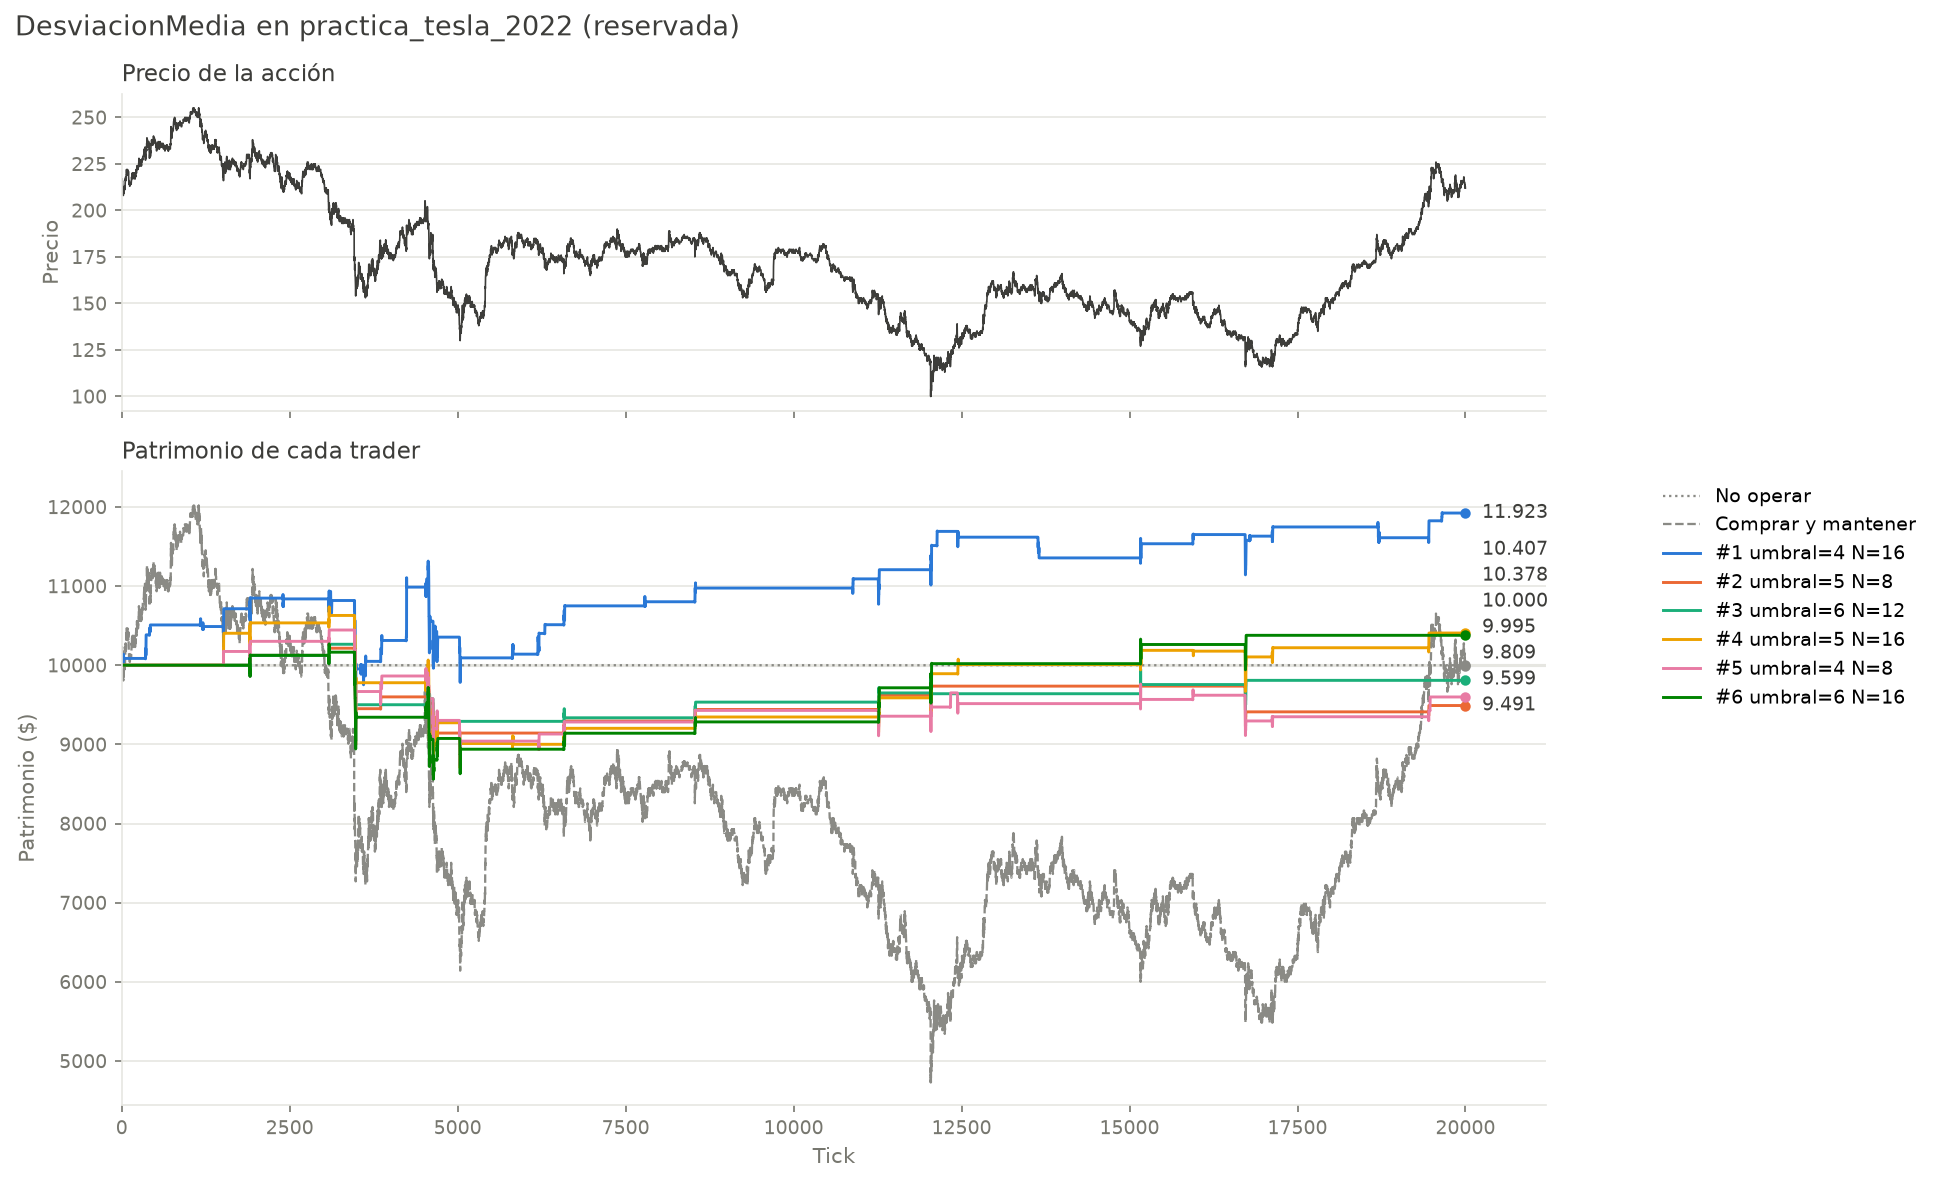 DesviacionMedia en practica_tesla_2022 (reservada)
Precio de la acción
250
225
200
175
150
125
100
Precio
Patrimonio de cada trader
12000
11000
10000
9000
8000
7000
6000
5000
Patrimonio ($)
0
2500
5000
7500
10000
12500
15000
17500
20000
Tick
11.923
10.407
10.378
10.000
9.995
9.809
9.599
9.491
No operar
Comprar y mantener
#1 umbral=4 N=16
#2 umbral=5 N=8
#3 umbral=6 N=12
#4 umbral=5 N=16
#5 umbral=4 N=8
#6 umbral=6 N=16